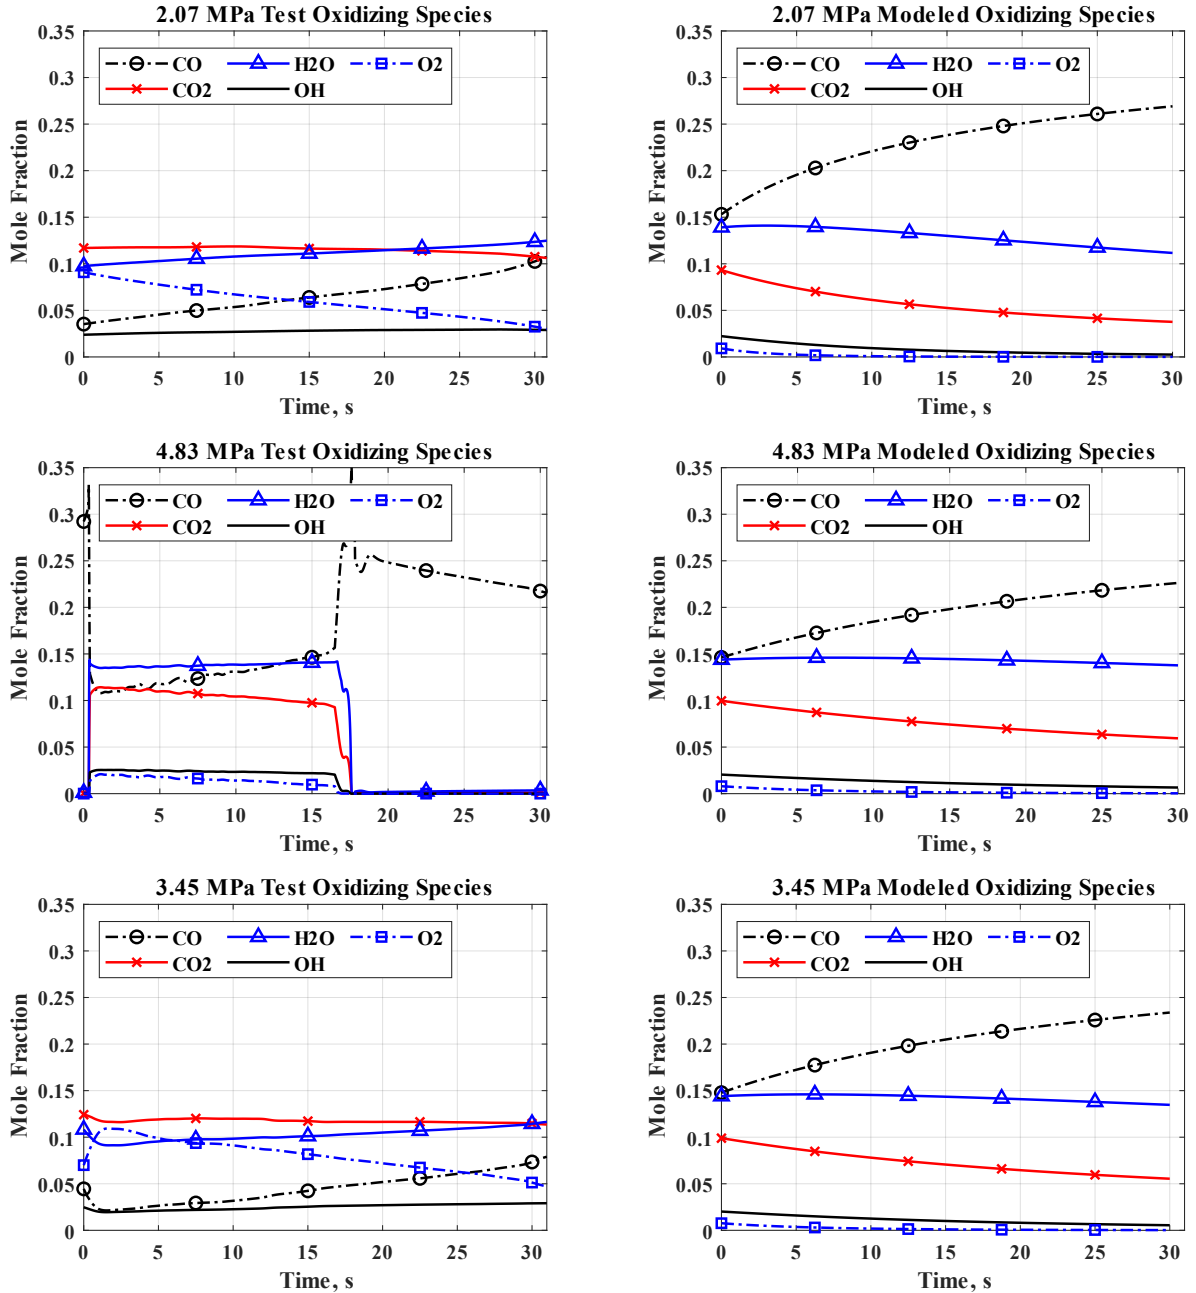 2.07 MPa Test Oxidizing Species
0.35
0.3
0.25
0.2
0.15
0.1
0.05
0
Mole Fraction
CO
H2O
O2
CO2
OH
0 5 10 15 20 25 30
Time, s
2.07 MPa Modeled Oxidizing Species
0.35
0.3
0.25
0.2
0.15
0.1
0.05
0
Mole Fraction
CO
H2O
O2
CO2
OH
0 5 10 15 20 25 30
Time, s
4.83 MPa Test Oxidizing Species
0.35
0.3
0.25
0.2
0.15
0.1
0.05
0
Mole Fraction
CO
H2O
O2
CO2
OH
0 5 10 15 20 25 30
Time, s
4.83 MPa Modeled Oxidizing Species
0.35
0.3
0.25
0.2
0.15
0.1
0.05
0
Mole Fraction
CO
H2O
O2
CO2
OH
0 5 10 15 20 25 30
Time, s
3.45 MPa Test Oxidizing Species
0.35
0.3
0.25
0.2
0.15
0.1
0.05
0
Mole Fraction
CO
H2O
O2
CO2
OH
0 5 10 15 20 25 30
Time, s
3.45 MPa Modeled Oxidizing Species
0.35
0.3
0.25
0.2
0.15
0.1
0.05
0
Mole Fraction
CO
H2O
O2
CO2
OH
0 5 10 15 20 25 30
Time, s